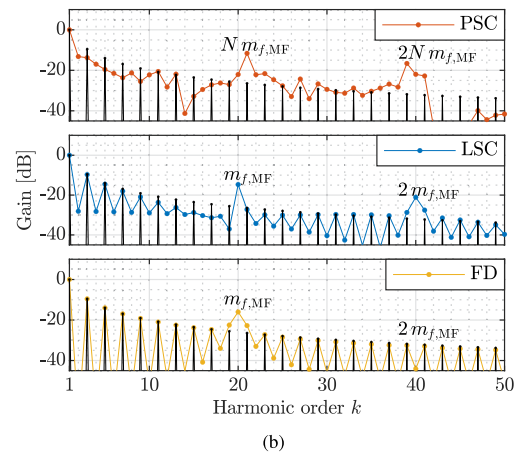 PSC
N m_{f,MF}
2N m_{f,MF}
0
-20
-40
LSC
m_{f,MF}
2 m_{f,MF}
0
-20
-40
Gain [dB]
FD
m_{f,MF}
2 m_{f,MF}
0
-20
-40
1 10 20 30 40 50
Harmonic order k
(b)